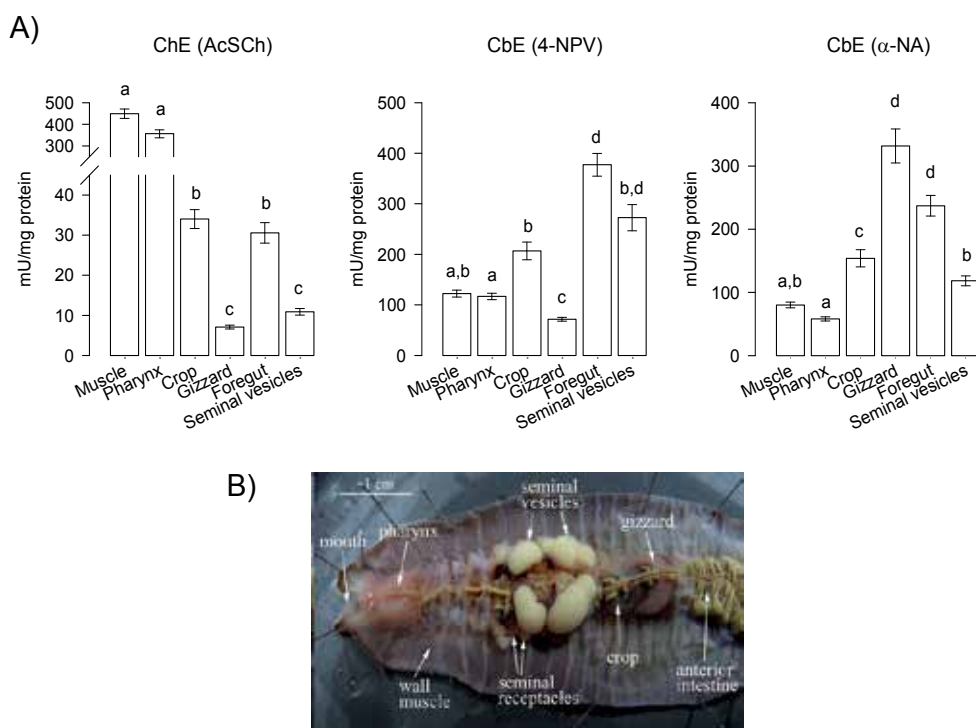 A)
ChE (AcSCh)
mU/mg protein
500
400
300
40
30
20
10
0
a
a
b
c
b
c
Muscle
Pharynx
Crop
Gizzard
Foregut
Seminal vesicles
CbE (4-NPV)
mU/mg protein
500
400
300
200
100
0
a,b
a
b
c
d
b,d
Muscle
Pharynx
Crop
Gizzard
Foregut
Seminal vesicles
CbE (α-NA)
mU/mg protein
400
300
200
100
0
a,b
a
c
d
d
b
Muscle
Pharynx
Crop
Gizzard
Foregut
Seminal vesicles
B)
~1 cm
mouth
pharynx
seminal
vesicles
gizzard
wall
muscle
seminal
receptacles
crop
anterior
intestine